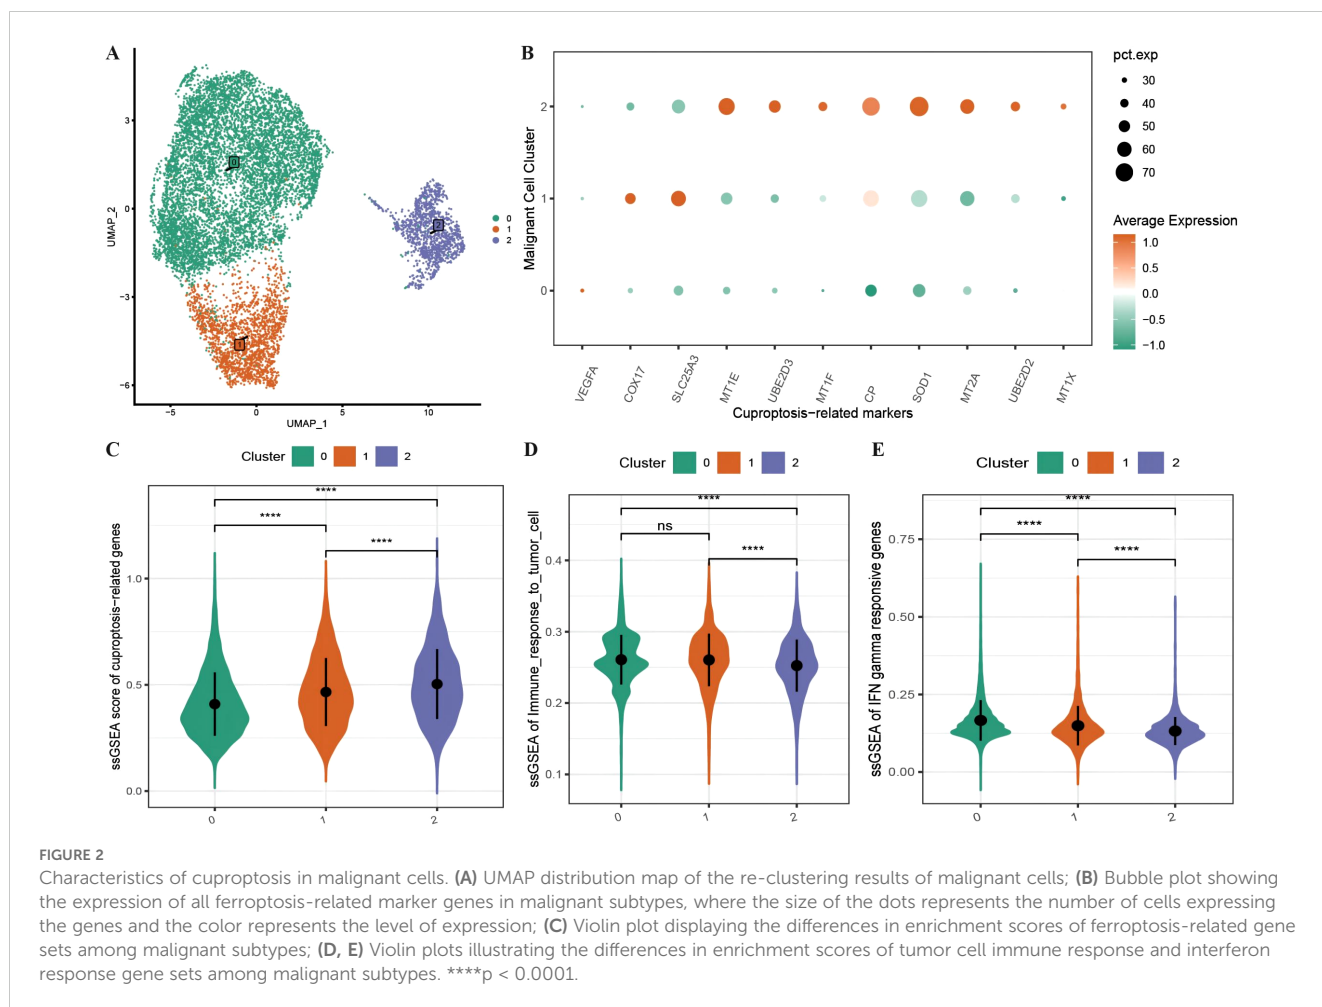 A
UMAP_2
3
0
−3
−6
−5
0
5
10
UMAP_1
0
1
2
0
1
2
B
Malignant Cell Cluster
2
1
0
VEGFA
COX17
SLC25A3
MT1E
UBE2D3
MT1F
CP
SOD1
MT2A
UBE2D2
MT1X
Cuproptosis−related markers
pct.exp
30
40
50
60
70
Average Expression
1.0
0.5
0.0
−0.5
−1.0
C
Cluster 0 1 2
ssGSEA score of cuproptosis−related genes
1.0
0.5
0.0
****
****
****
0
1
2
D
Cluster 0 1 2
ssGSEA of Immune_response_to_tumor_cell
0.4
0.3
0.2
0.1
****
ns
****
0
1
2
E
Cluster 0 1 2
ssGSEA of IFN gamma responsive genes
0.75
0.50
0.25
0.00
****
****
****
0
1
2
FIGURE 2
Characteristics of cuproptosis in malignant cells. (A) UMAP distribution map of the re-clustering results of malignant cells; (B) Bubble plot showing
the expression of all ferroptosis-related marker genes in malignant subtypes, where the size of the dots represents the number of cells expressing
the genes and the color represents the level of expression; (C) Violin plot displaying the differences in enrichment scores of ferroptosis-related gene
sets among malignant subtypes; (D, E) Violin plots illustrating the differences in enrichment scores of tumor cell immune response and interferon
response gene sets among malignant subtypes. ****p < 0.0001.